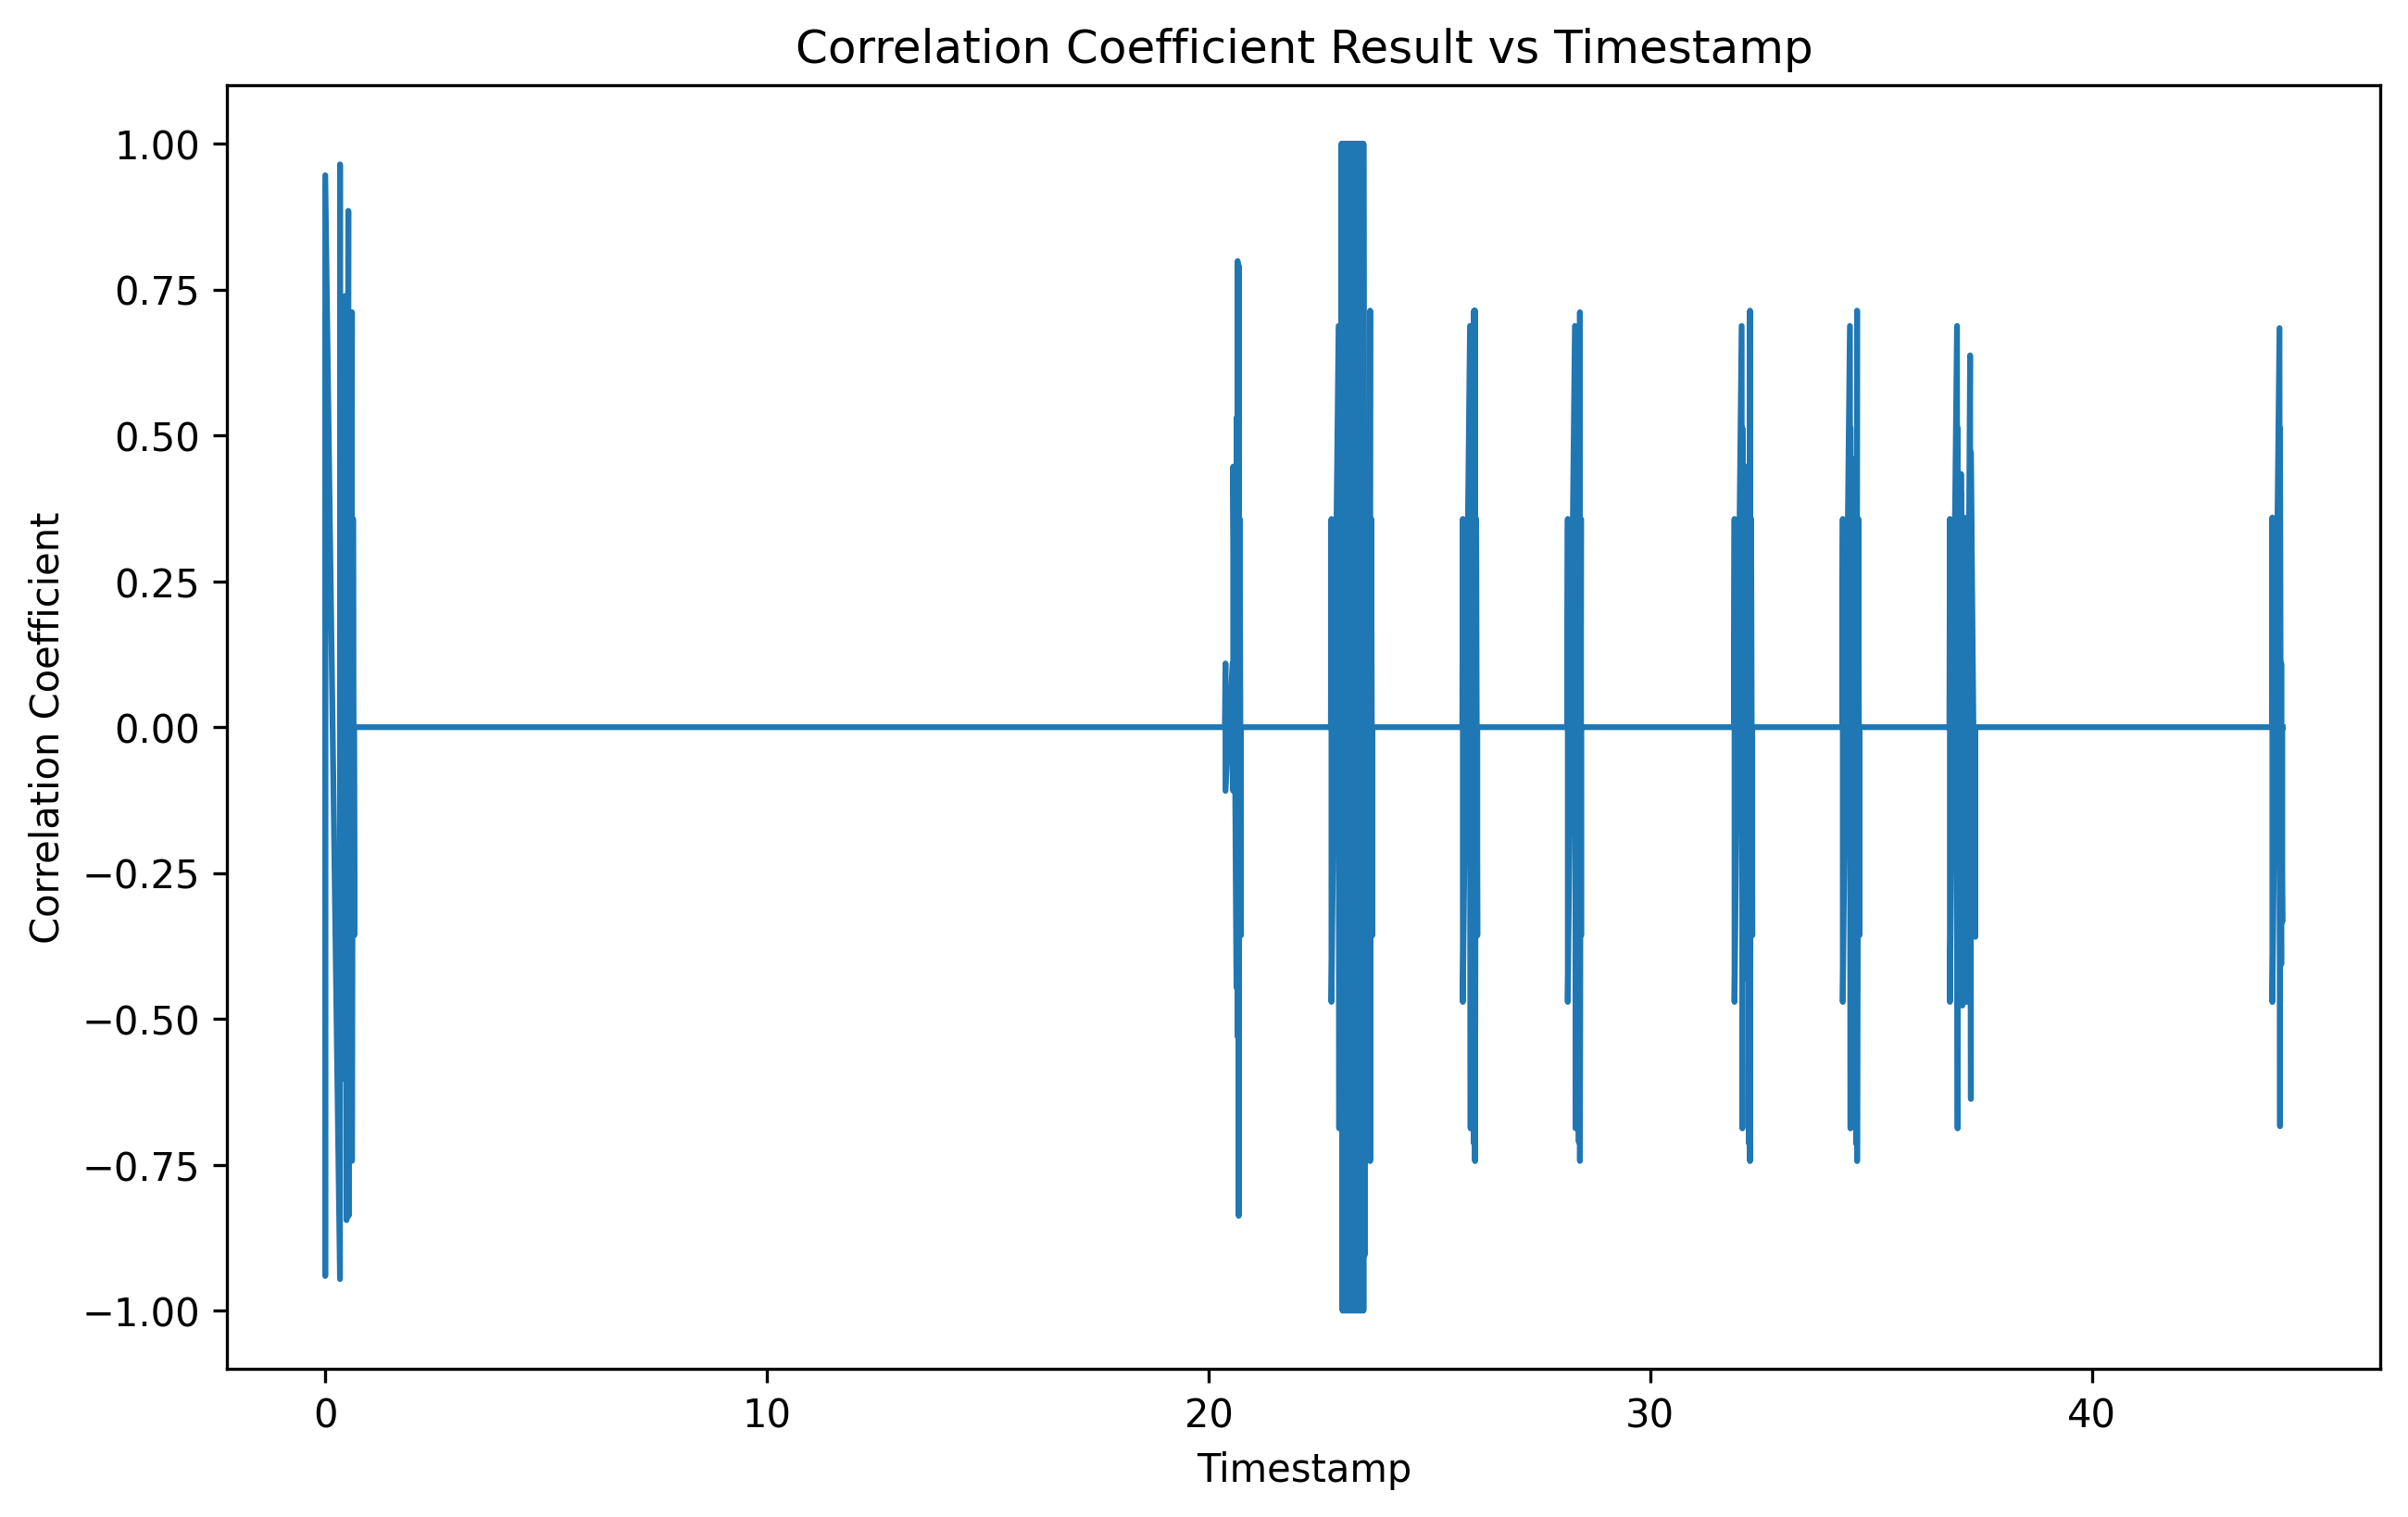 Correlation Coefficient Result vs Timestamp
1.00
0.75
0.50
0.25
0.00
−0.25
−0.50
−0.75
−1.00
Correlation Coefficient
0 10 20 30 40
Timestamp